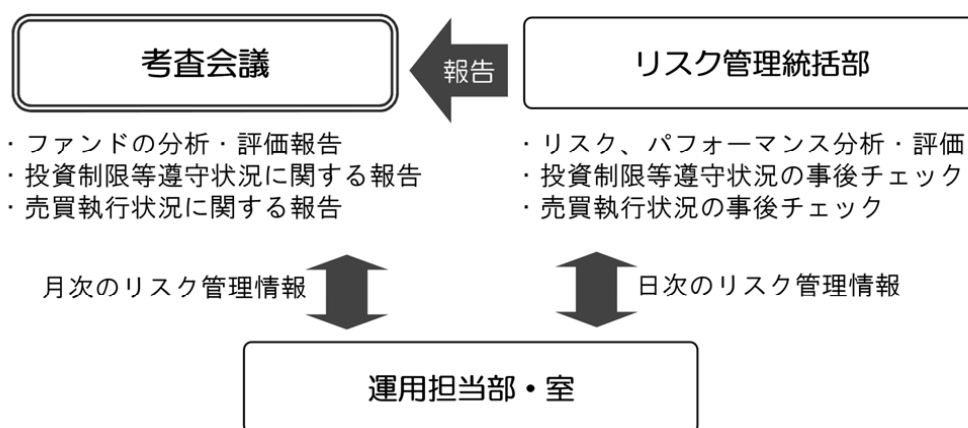 考査会議
報告
リスク管理統括部
・ファンドの分析・評価報告
・投資制限等遵守状況に関する報告
・売買執行状況に関する報告
・リスク、パフォーマンス分析・評価
・投資制限等遵守状況の事後チェック
・売買執行状況の事後チェック
月次のリスク管理情報
日次のリスク管理情報
運用担当部・室